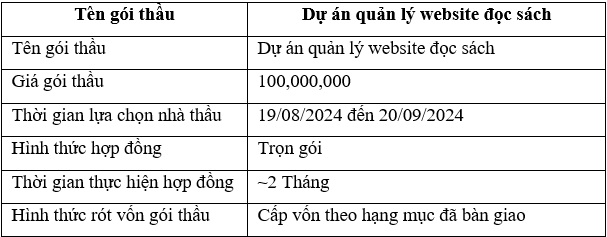 Tên gói thầu Dự án quản lý website đọc sách
Tên gói thầu Dự án quản lý website đọc sách
Giá gói thầu 100,000,000
Thời gian lựa chọn nhà thầu 19/08/2024 đến 20/09/2024
Hình thức hợp đồng Trọn gói
Thời gian thực hiện hợp đồng ~2 Tháng
Hình thức rót vốn gói thầu Cấp vốn theo hạng mục đã bàn giao